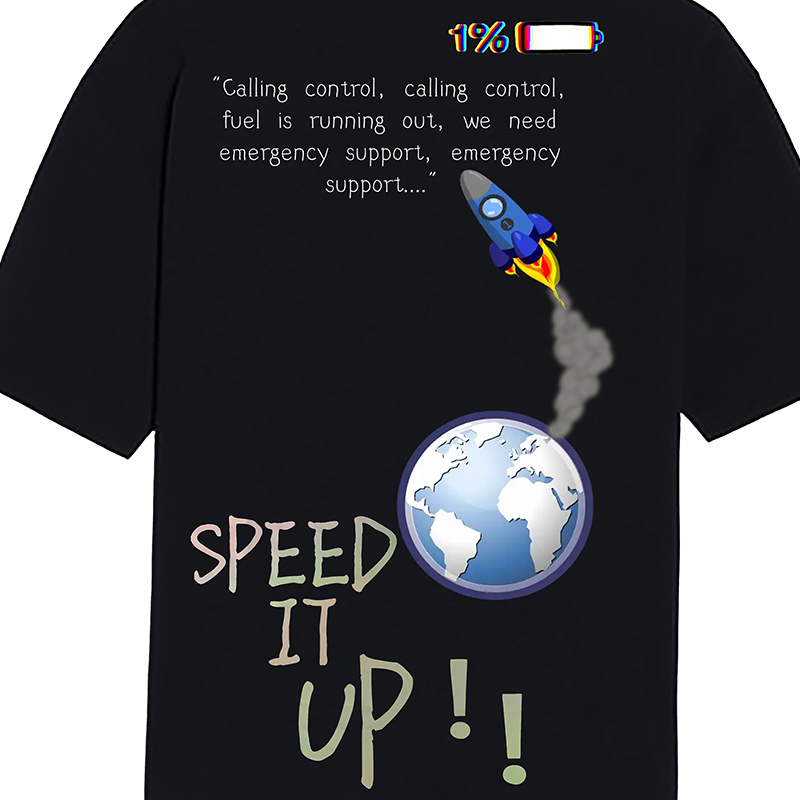 1%
“Calling control, calling control,
fuel is running out, we need
emergency support, emergency
support....”
SPEED
IT
UP!!